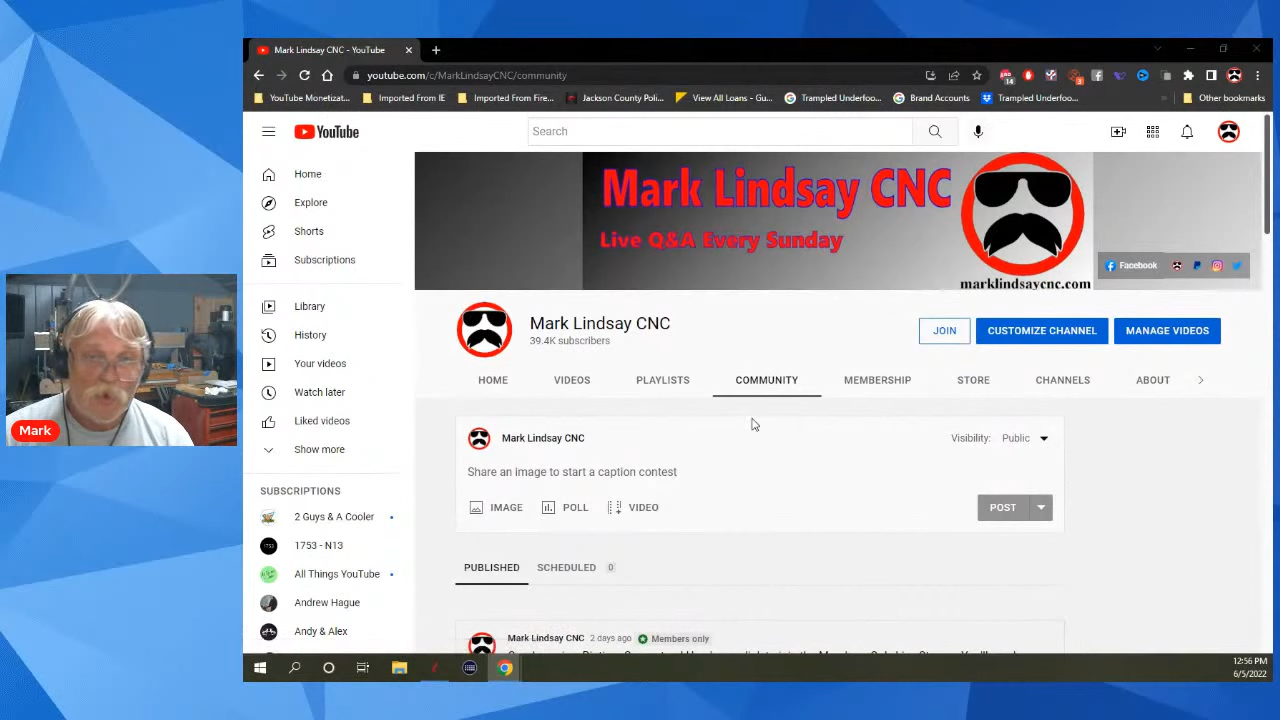 Mark Lindsay CNC - YouTube
youtube.com/c/MarkLindsayCNC/community
14
3
YouTube Monetizat...
Imported From IE
Imported From Fire...
Jackson County Poli...
View All Loans - Gu...
Trampled Underfoo...
Brand Accounts
Trampled Underfoo...
Other bookmarks
YouTube
Search
Home
Explore
Shorts
Subscriptions
Library
History
Your videos
Watch later
Liked videos
Show more
SUBSCRIPTIONS
2 Guys & A Cooler
1753 - N13
All Things YouTube
Andrew Hague
Andy & Alex
Mark Lindsay CNC
Live Q&A Every Sunday
marklindsaycnc.com
Facebook
Mark Lindsay CNC
39.4K subscribers
JOIN
CUSTOMIZE CHANNEL
MANAGE VIDEOS
HOME
VIDEOS
PLAYLISTS
COMMUNITY
MEMBERSHIP
STORE
CHANNELS
ABOUT
Mark Lindsay CNC
Visibility: Public
Share an image to start a caption contest
IMAGE
POLL
VIDEO
POST
PUBLISHED
SCHEDULED 0
Mark Lindsay CNC 2 days ago Members only
Mark
12:56 PM
6/5/2022